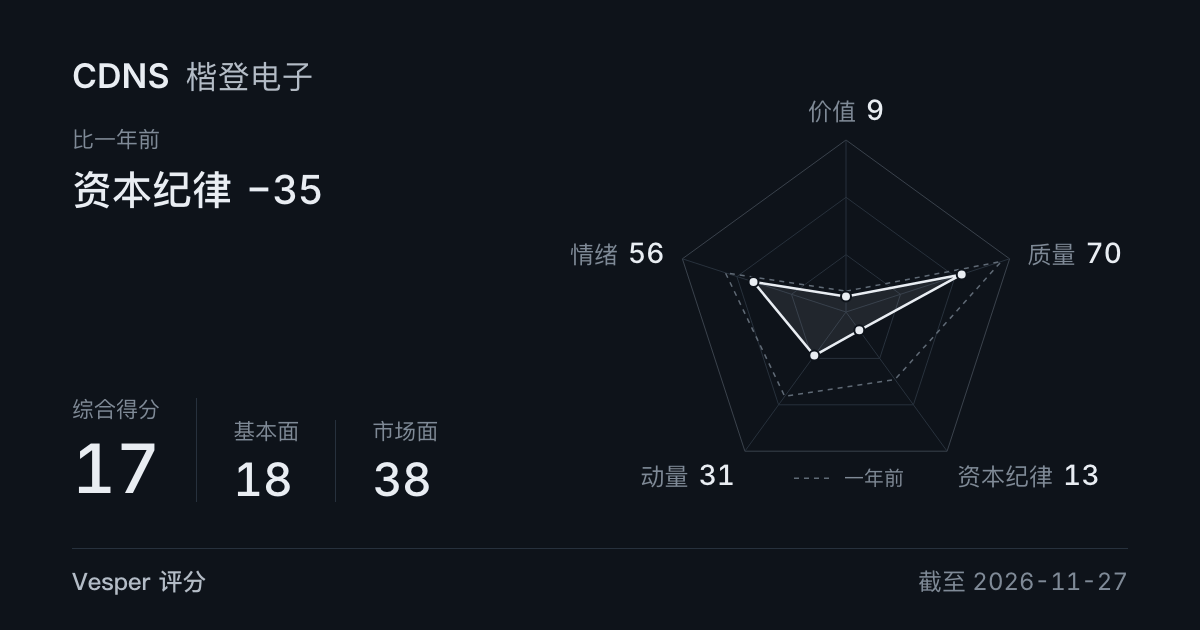 CDNS 楷登电子
比一年前
资本纪律 −35
价值 9
情绪 56
质量 70
综合得分
17
基本面
18
市场面
38
动量 31
一年前
资本纪律 13
Vesper 评分
截至 2026-11-27